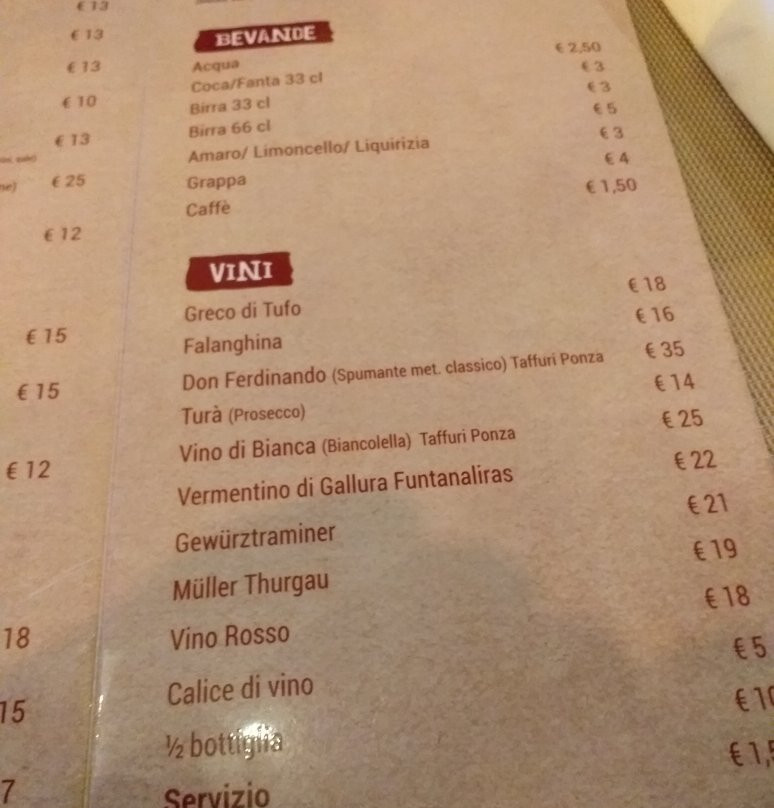 € 13
€ 13
€ 13
€ 10
€ 13
€ 25
€ 12
€ 15
€ 15
€ 12
18
15
7
BEVANDE
Acqua € 2,50
Coca/Fanta 33 cl € 3
Birra 33 cl € 3
Birra 66 cl € 5
Amaro/ Limoncello/ Liquirizia € 3
Grappa € 4
Caffè € 1,50
VINI
Greco di Tufo € 18
Falanghina € 16
Don Ferdinando (Spumante met. classico) Taffuri Ponza € 35
Turà (Prosecco) € 14
Vino di Bianca (Biancolella) Taffuri Ponza € 25
Vermentino di Gallura Funtanaliras € 22
Gewürztraminer € 21
Müller Thurgau € 19
Vino Rosso € 18
Calice di vino € 5
½ bottiglia € 10
Servizio € 1,5